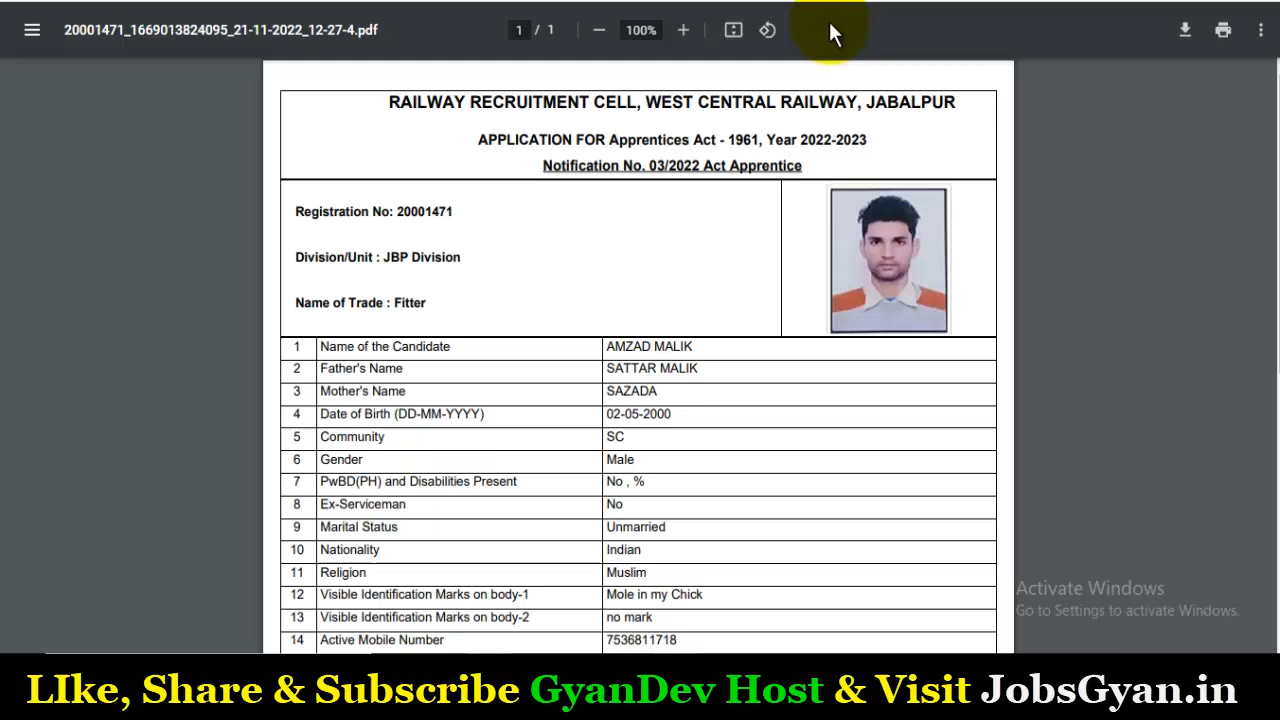 20001471_1669013824095_21-11-2022_12-27-4.pdf
1 / 1
100%
RAILWAY RECRUITMENT CELL, WEST CENTRAL RAILWAY, JABALPUR
APPLICATION FOR Apprentices Act - 1961, Year 2022-2023
Notification No. 03/2022 Act Apprentice
Registration No: 20001471
Division/Unit : JBP Division
Name of Trade : Fitter
1 Name of the Candidate AMZAD MALIK
2 Father's Name SATTAR MALIK
3 Mother's Name SAZADA
4 Date of Birth (DD-MM-YYYY) 02-05-2000
5 Community SC
6 Gender Male
7 PwBD(PH) and Disabilities Present No , %
8 Ex-Serviceman No
9 Marital Status Unmarried
10 Nationality Indian
11 Religion Muslim
12 Visible Identification Marks on body-1 Mole in my Chick
13 Visible Identification Marks on body-2 no mark
14 Active Mobile Number 7536811718
Activate Windows
Go to Settings to activate Windows.
LIke, Share & Subscribe GyanDev Host & Visit JobsGyan.in